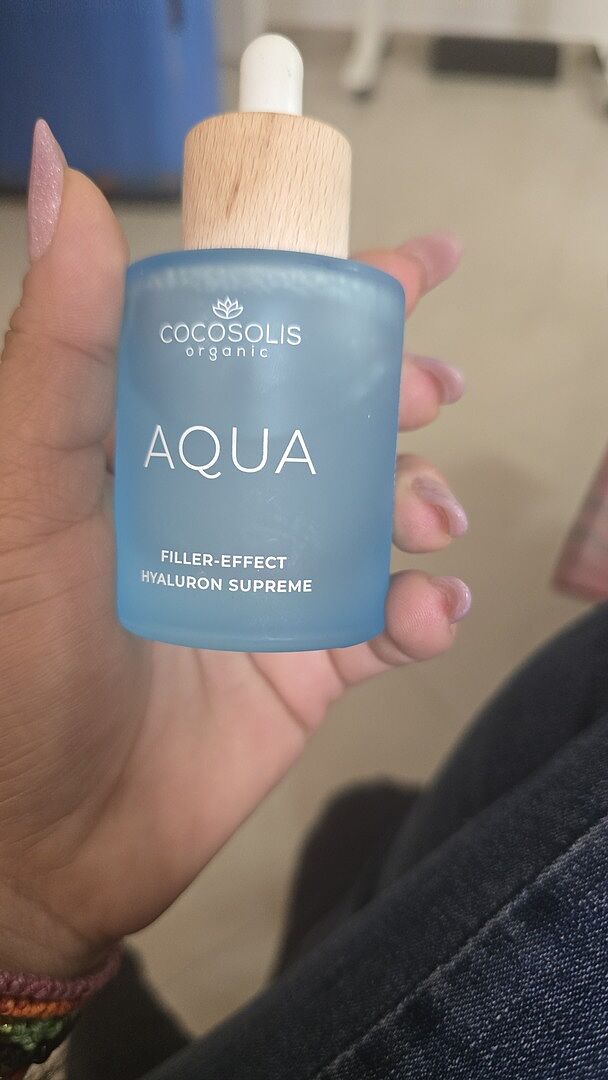 COCOSOLIS
organic
AQUA
FILLER-EFFECT
HYALURON SUPREME